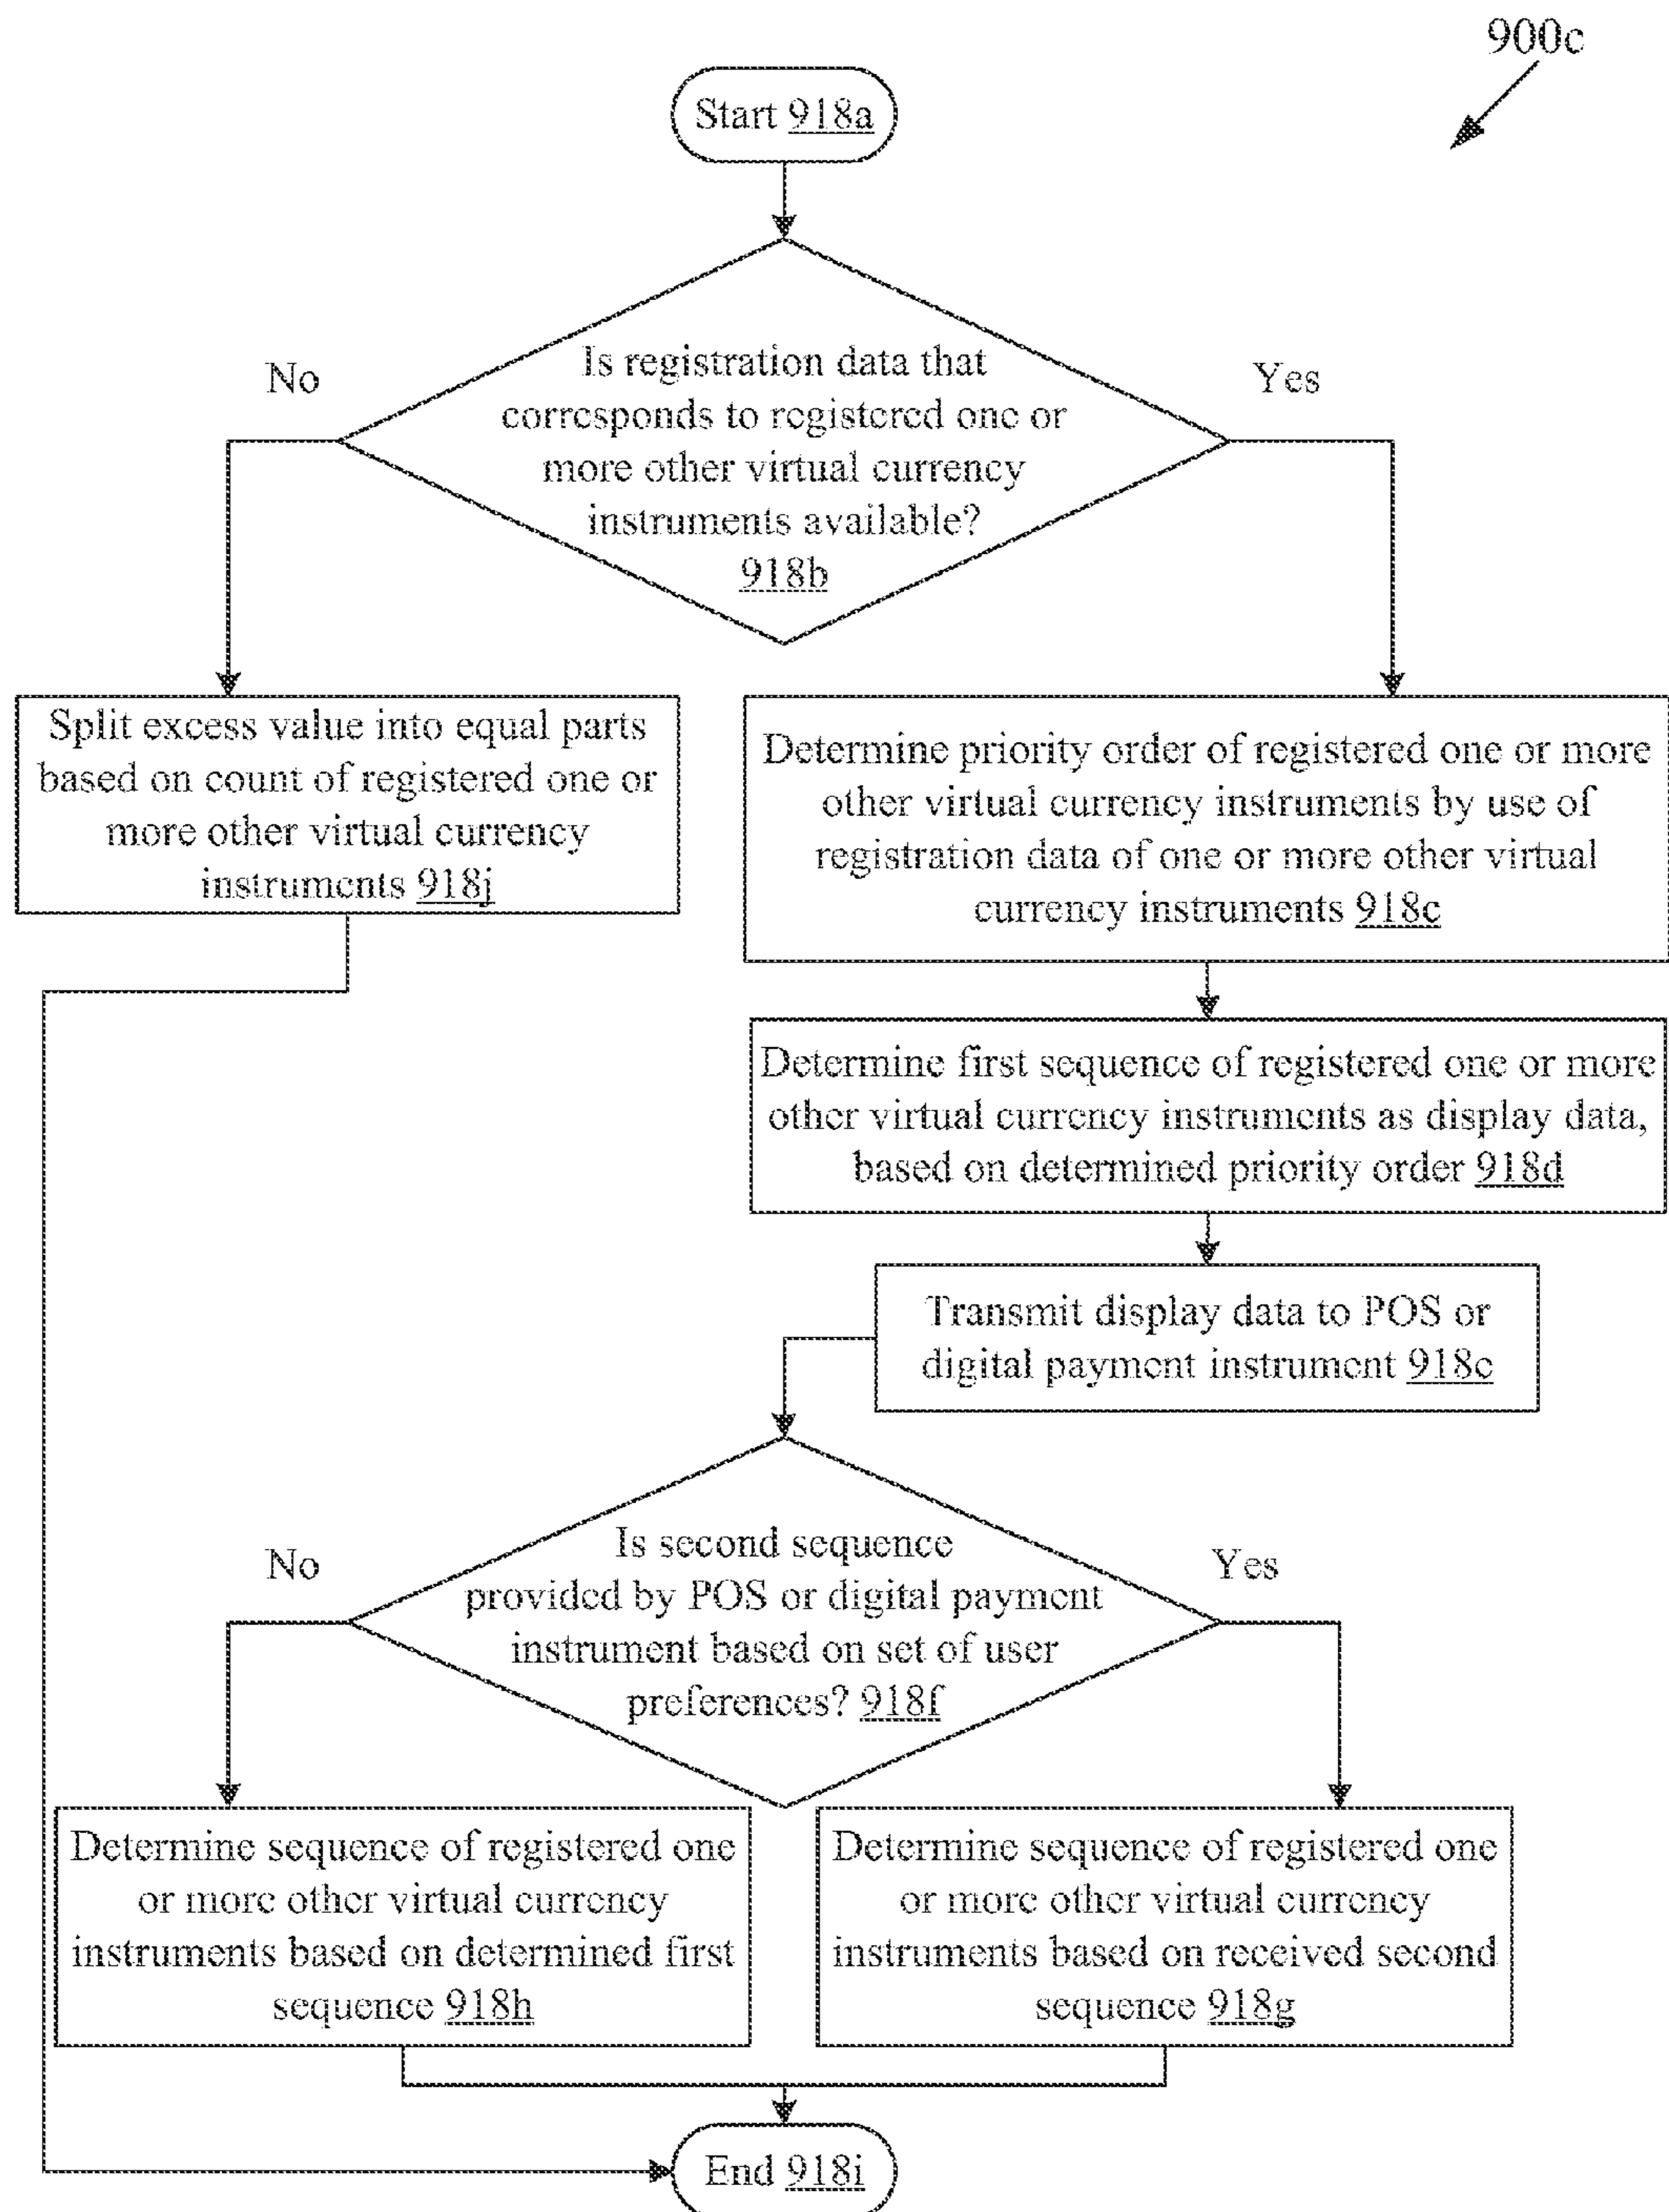 900c
Start 918a
Is registration data that
corresponds to registered one or
more other virtual currency
instruments available?
918b
No
Yes
Split excess value into equal parts
based on count of registered one or
more other virtual currency
instruments 918j
Determine priority order of registered one or more
other virtual currency instruments by use of
registration data of one or more other virtual
currency instruments 918c
Determine first sequence of registered one or more
other virtual currency instruments as display data,
based on determined priority order 918d
Transmit display data to POS or
digital payment instrument 918e
Is second sequence
provided by POS or digital payment
instrument based on set of user
preferences? 918f
No
Yes
Determine sequence of registered one
or more other virtual currency
instruments based on determined first
sequence 918h
Determine sequence of registered one
or more other virtual currency
instruments based on received second
sequence 918g
End 918i